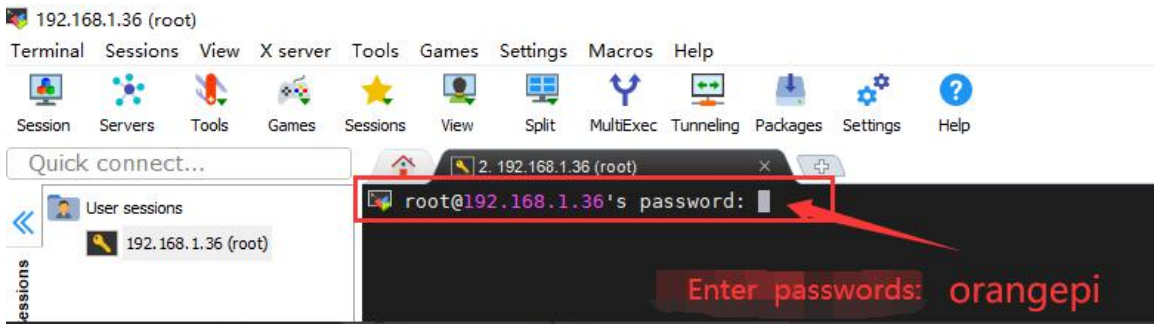 192.168.1.36 (root)
Terminal Sessions View X server Tools Games Settings Macros Help
Session Servers Tools Games Sessions View Split MultiExec Tunneling Packages Settings Help
Quick connect...
2. 192.168.1.36 (root)
root@192.168.1.36's password:
User sessions
192.168.1.36 (root)
Enter passwords: orangepi